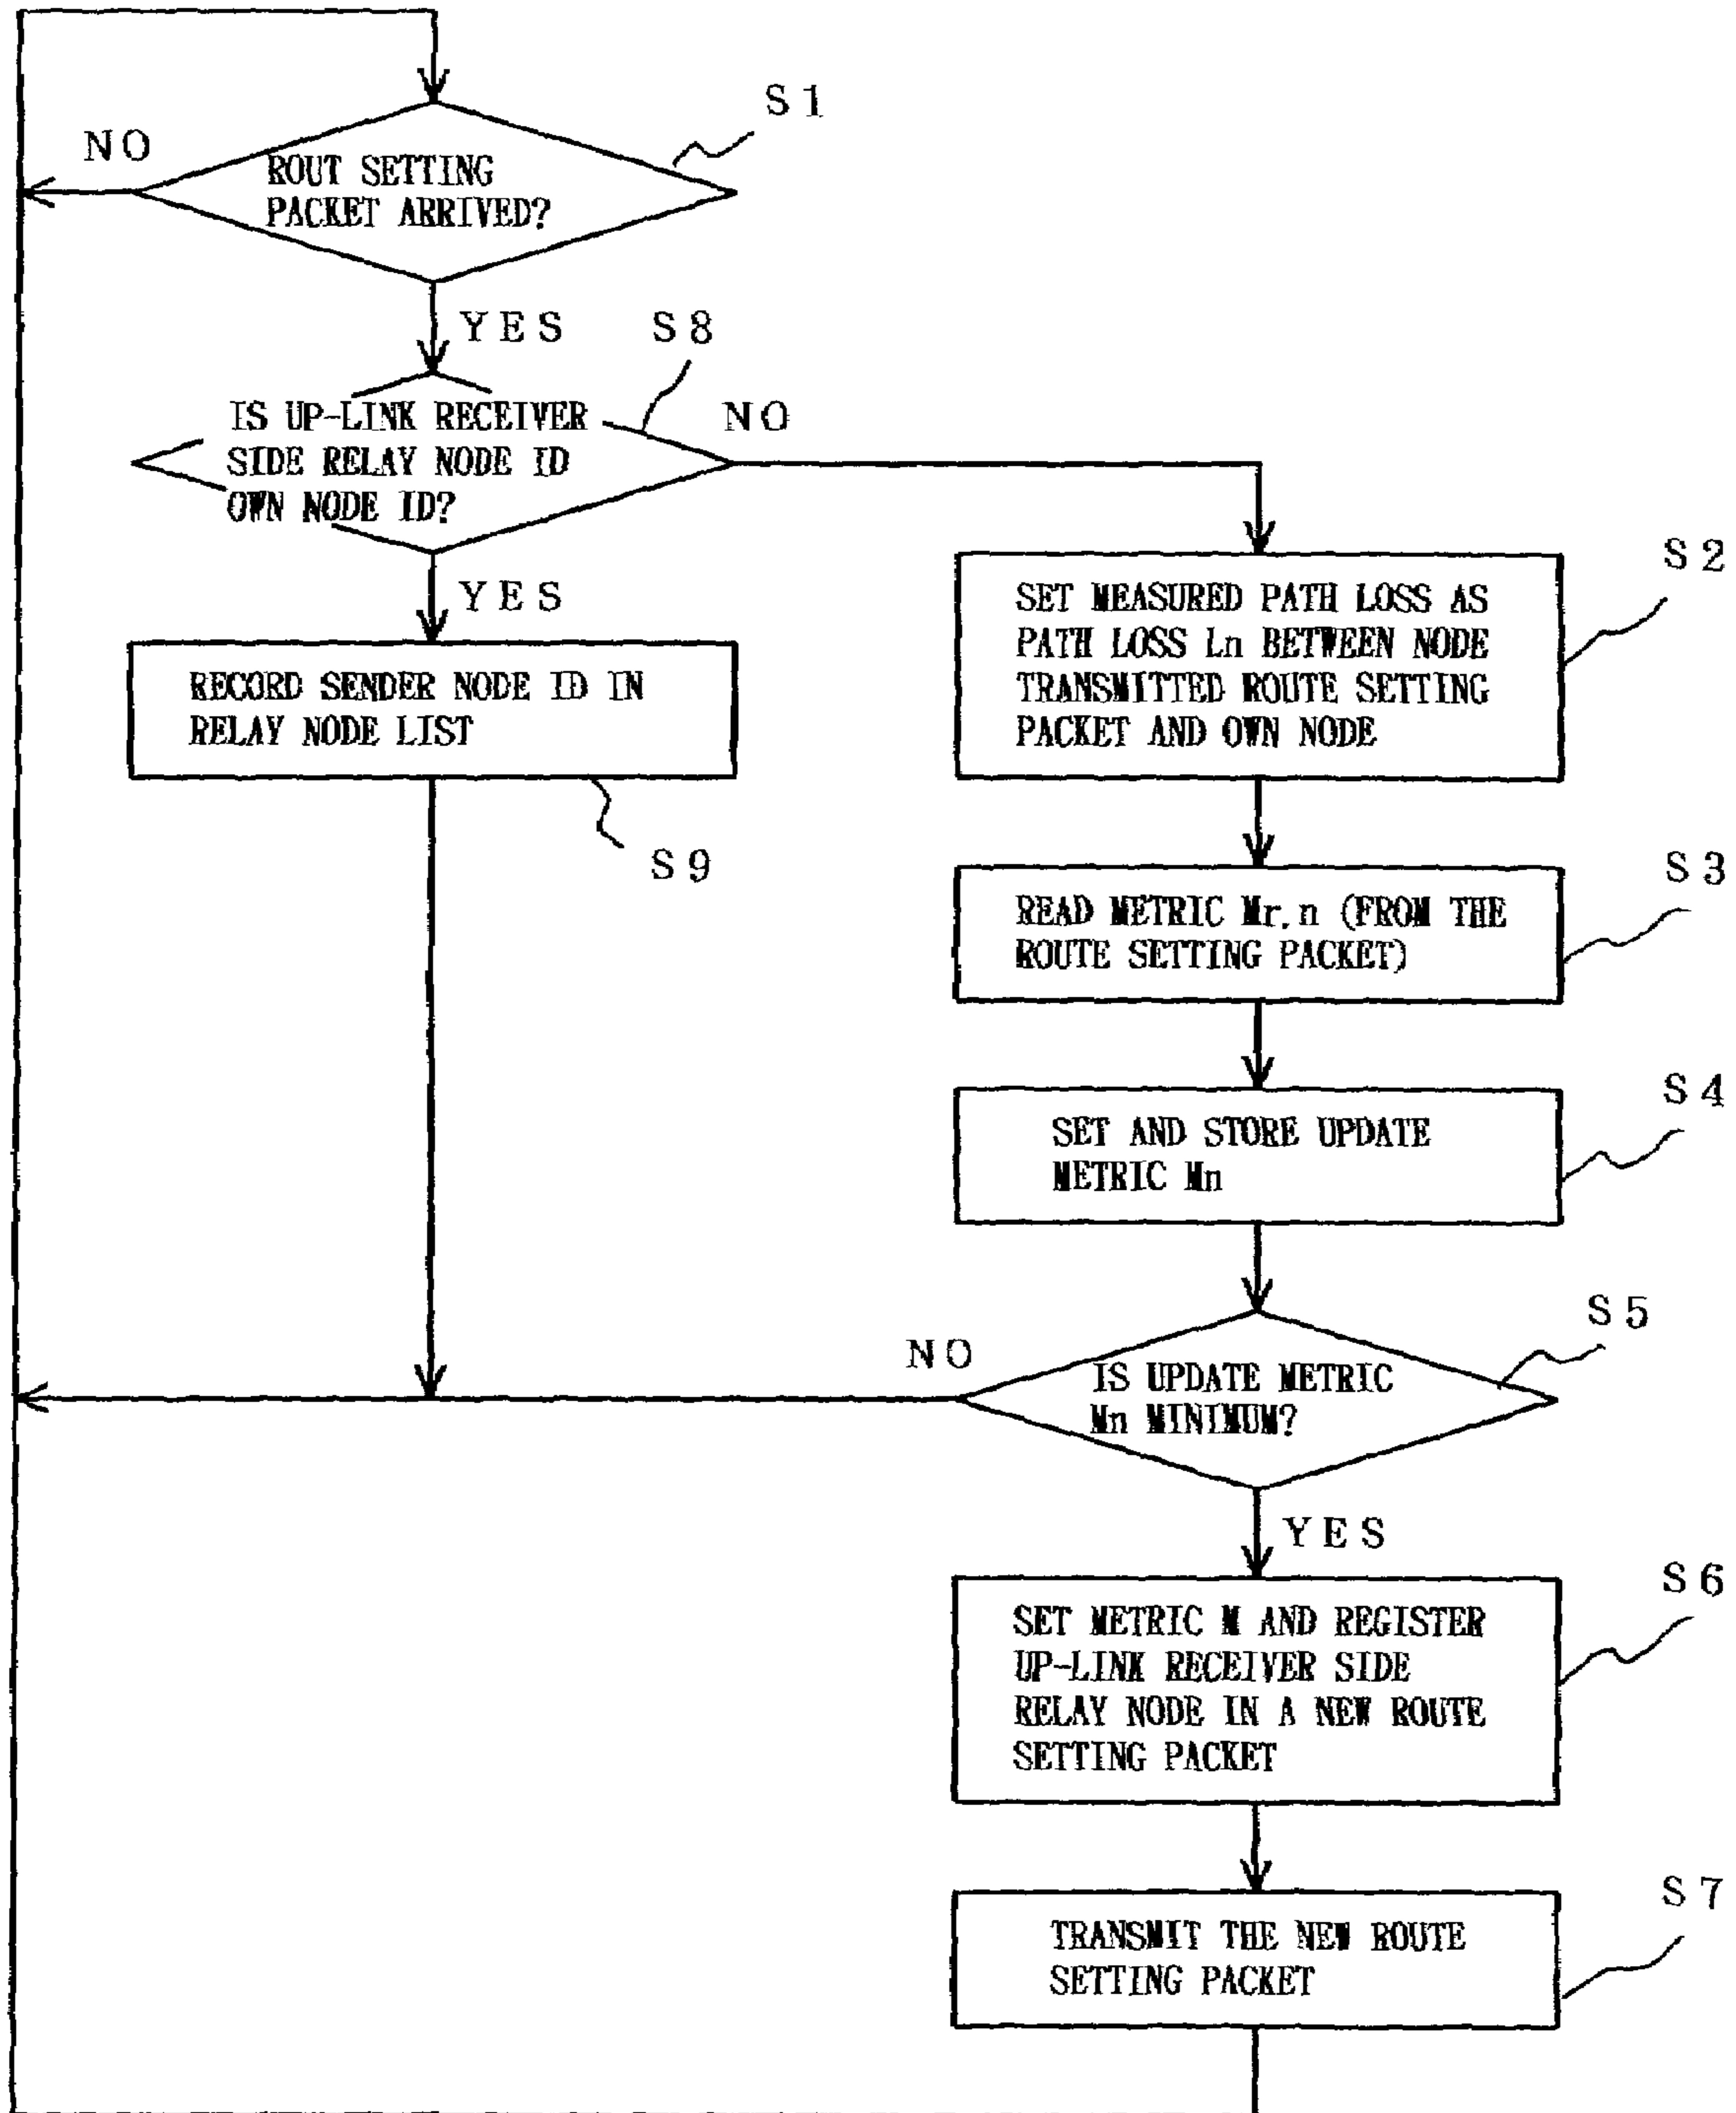 S1
NO
ROUT SETTING
PACKET ARRIVED?
YES
S8
IS UP-LINK RECEIVER
SIDE RELAY NODE ID
OWN NODE ID?
NO
YES
RECORD SENDER NODE ID IN
RELAY NODE LIST
S9
S2
SET MEASURED PATH LOSS AS
PATH LOSS Ln BETWEEN NODE
TRANSMITTED ROUTE SETTING
PACKET AND OWN NODE
S3
READ METRIC Mr,n (FROM THE
ROUTE SETTING PACKET)
S4
SET AND STORE UPDATE
METRIC Mn
S5
NO
IS UPDATE METRIC
Mn MINIMUM?
YES
S6
SET METRIC M AND REGISTER
UP-LINK RECEIVER SIDE
RELAY NODE IN A NEW ROUTE
SETTING PACKET
S7
TRANSMIT THE NEW ROUTE
SETTING PACKET